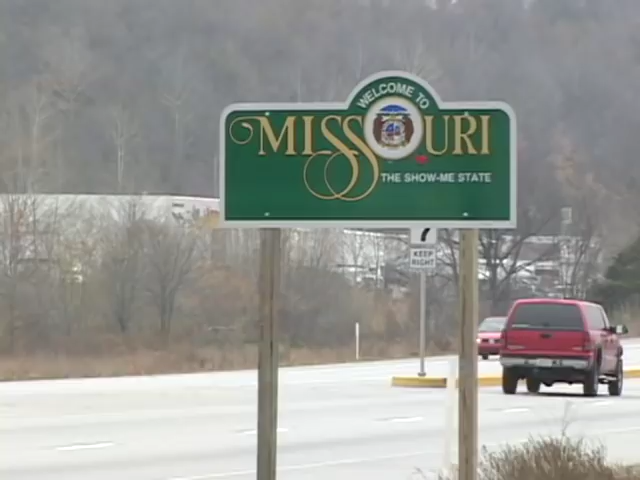 WELCOME TO
MISSOURI
THE SHOW-ME STATE
KEEP
RIGHT